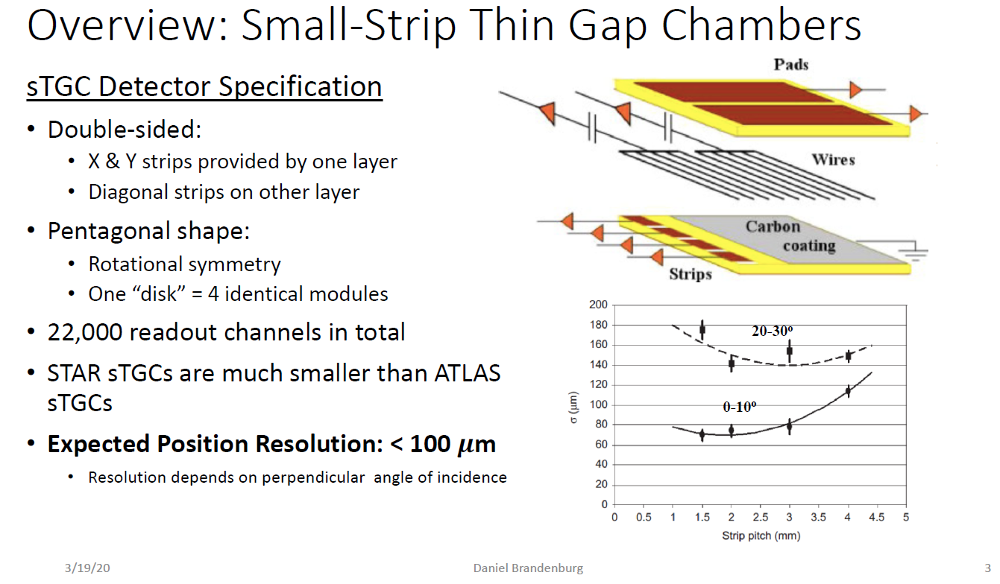 Overview: Small-Strip Thin Gap Chambers
sTGC Detector Specification
• Double-sided:
• X & Y strips provided by one layer
• Diagonal strips on other layer
• Pentagonal shape:
• Rotational symmetry
• One “disk” = 4 identical modules
• 22,000 readout channels in total
• STAR sTGCs are much smaller than ATLAS
sTGCs
• Expected Position Resolution: < 100 𝝁m
• Resolution depends on perpendicular angle of incidence
Pads
Wires
Carbon
coating
Strips
200
180
160
140
120
100
80
60
40
20
0
σ (μm)
20-30°
0-10°
0 0.5 1 1.5 2 2.5 3 3.5 4 4.5 5
Strip pitch (mm)
3/19/20
Daniel Brandenburg
3